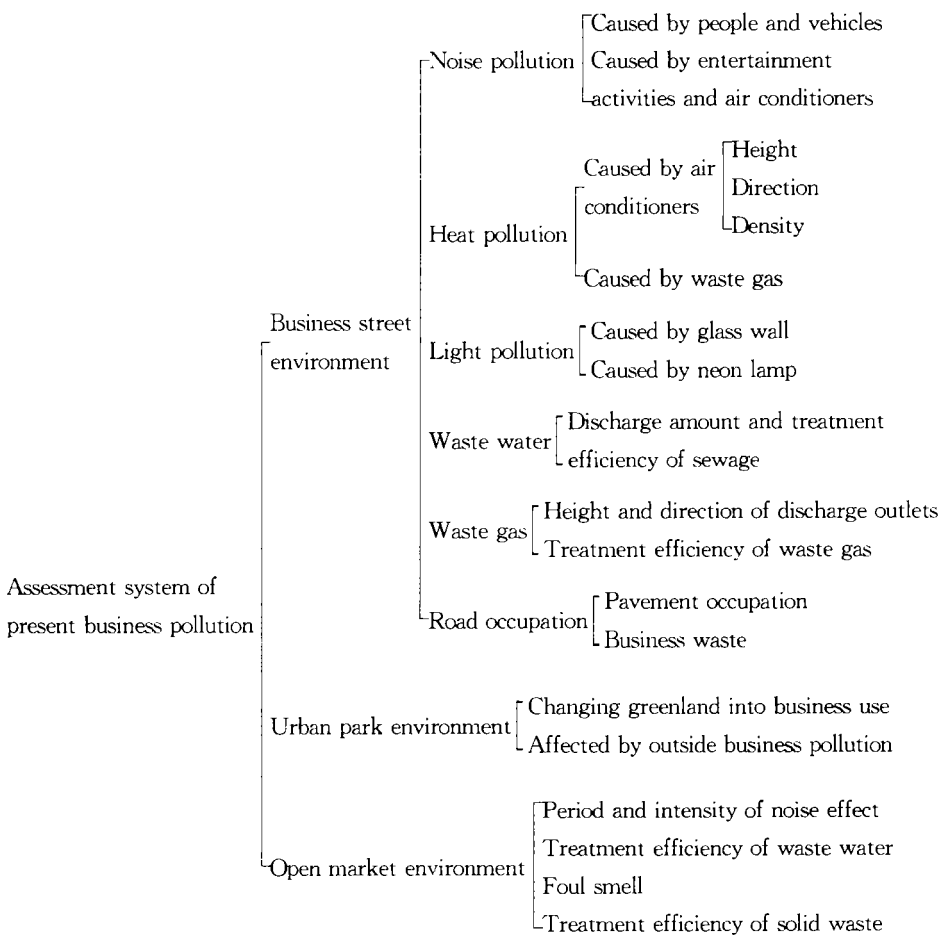 Caused by people and vehicles
Noise pollution
Caused by entertainment
activities and air conditioners
Height
Caused by air
Direction
conditioners
Density
Heat pollution
Caused by waste gas
Business street
environment
Caused by glass wall
Light pollution
Caused by neon lamp
Discharge amount and treatment
Waste water
efficiency of sewage
Height and direction of discharge outlets
Waste gas
Treatment efficiency of waste gas
Assessment system of
present business pollution
Pavement occupation
Road occupation
Business waste
Changing greenland into business use
Urban park environment
Affected by outside business pollution
Period and intensity of noise effect
Treatment efficiency of waste water
Open market environment
Foul smell
Treatment efficiency of solid waste